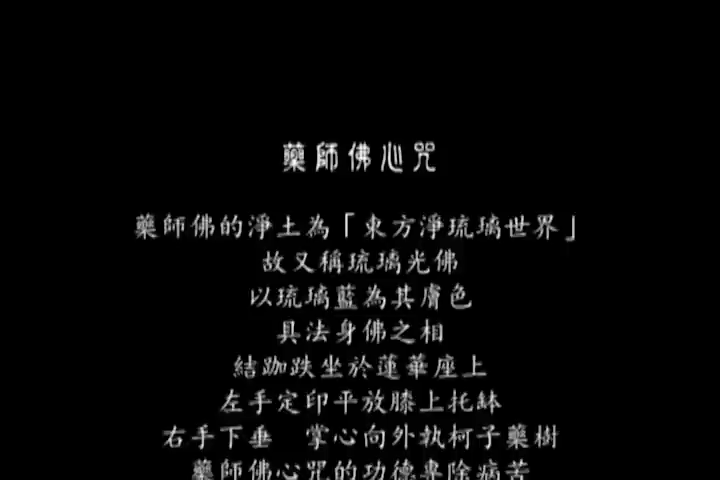 藥師佛心咒
藥師佛的淨土為「東方淨琉璃世界」
故又稱琉璃光佛
以琉璃藍為其膚色
具法身佛之相
結跏趺坐於蓮華座上
左手定印平放膝上托缽
右手下垂　掌心向外執柯子藥樹
藥師佛心咒的功德專除病苦